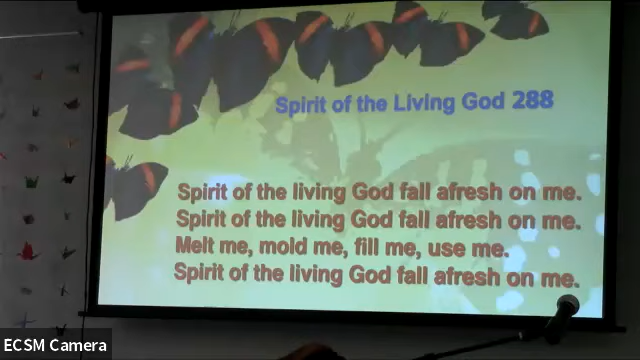 Spirit of the Living God 288
Spirit of the living God fall afresh on me.
Spirit of the living God fall afresh on me.
Melt me, mold me, fill me, use me.
Spirit of the living God fall afresh on me.
ECSM Camera